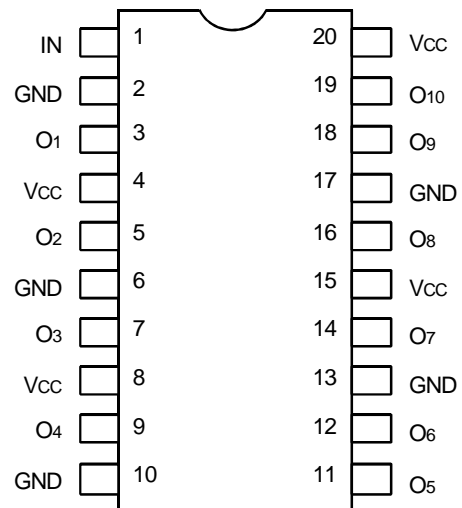 IN 1 20 VCC
GND 2 19 O10
O1 3 18 O9
VCC 4 17 GND
O2 5 16 O8
GND 6 15 VCC
O3 7 14 O7
VCC 8 13 GND
O4 9 12 O6
GND 10 11 O5